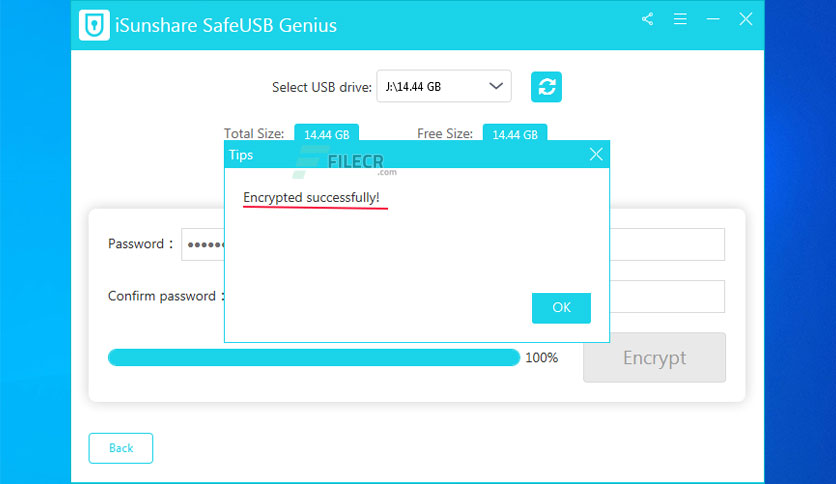 iSunshare SafeUSB Genius
Select USB drive: J:\14.44 GB
Total Size: 14.44 GB Free Size: 14.44 GB
Tips
FILECR
.com
Encrypted successfully!
Password :
Confirm password :
OK
100%
Encrypt
Back